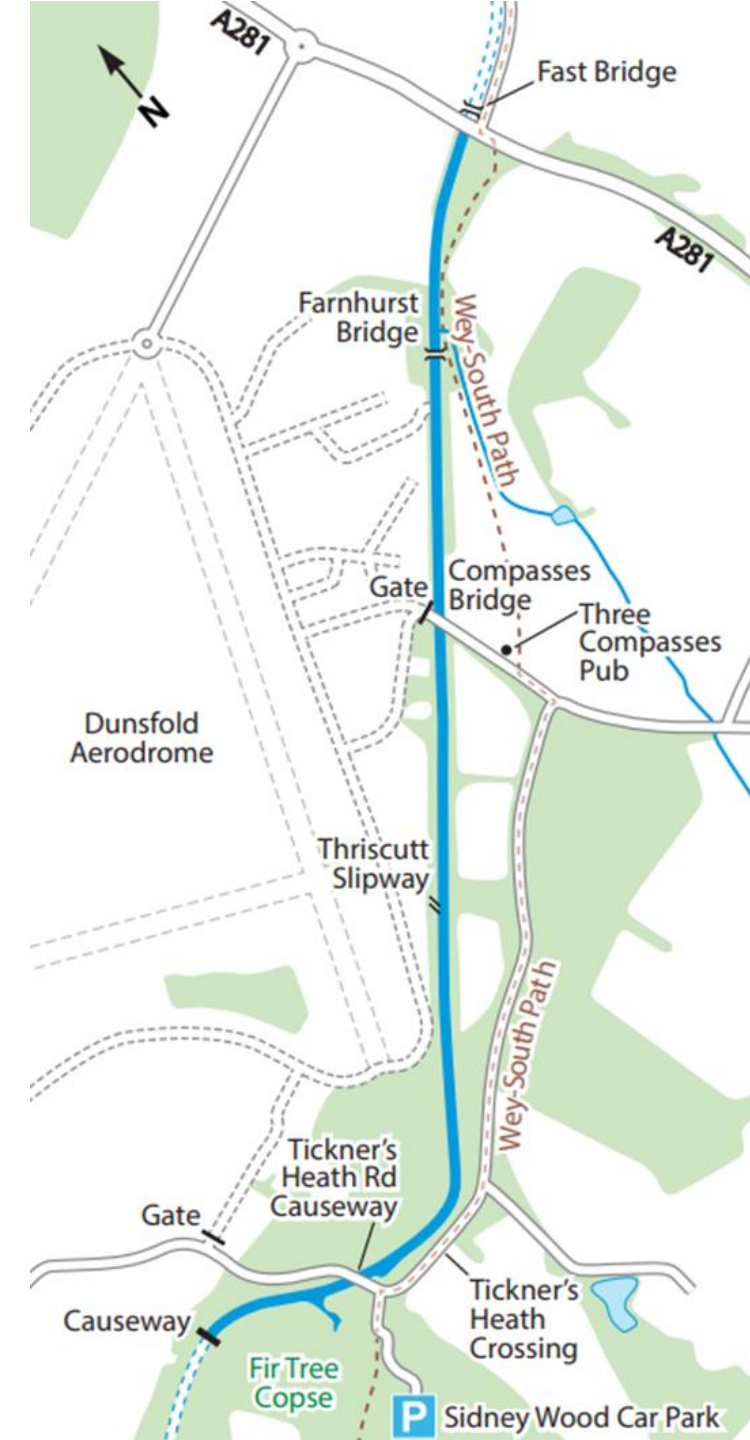 A281
N
Fast Bridge
A281
Farnhurst
Bridge
Wey-South Path
Gate
Compasses
Bridge
Three
Compasses
Pub
Dunsfold
Aerodrome
Thriscutt
Slipway
Wey-South Path
Tickner's
Heath Rd
Causeway
Gate
Tickner's
Heath
Crossing
Causeway
Fir Tree
Copse
P Sidney Wood Car Park